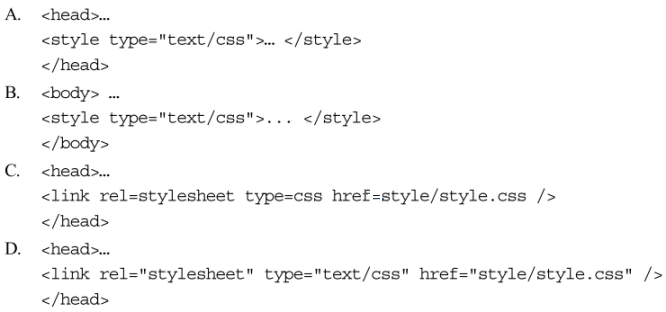 A. <head>…
<style type="text/css">… </style>
</head>
B. <body> …
<style type="text/css">... </style>
</body>
C. <head>…
<link rel=stylesheet type=css href=style/style.css />
</head>
D. <head>…
<link rel="stylesheet" type="text/css" href="style/style.css" />
</head>